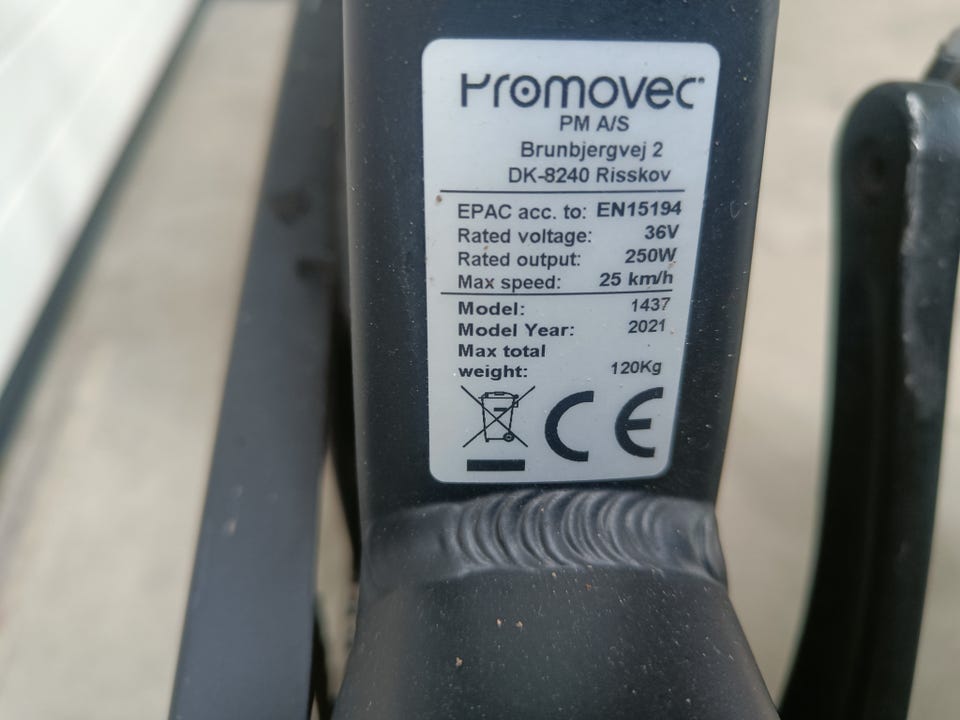 Promovec
PM A/S
Brunbjergvej 2
DK-8240 Risskov
EPAC acc. to: EN15194
Rated voltage: 36V
Rated output: 250W
Max speed: 25 km/h
Model: 1437
Model Year: 2021
Max total
weight: 120Kg
CE